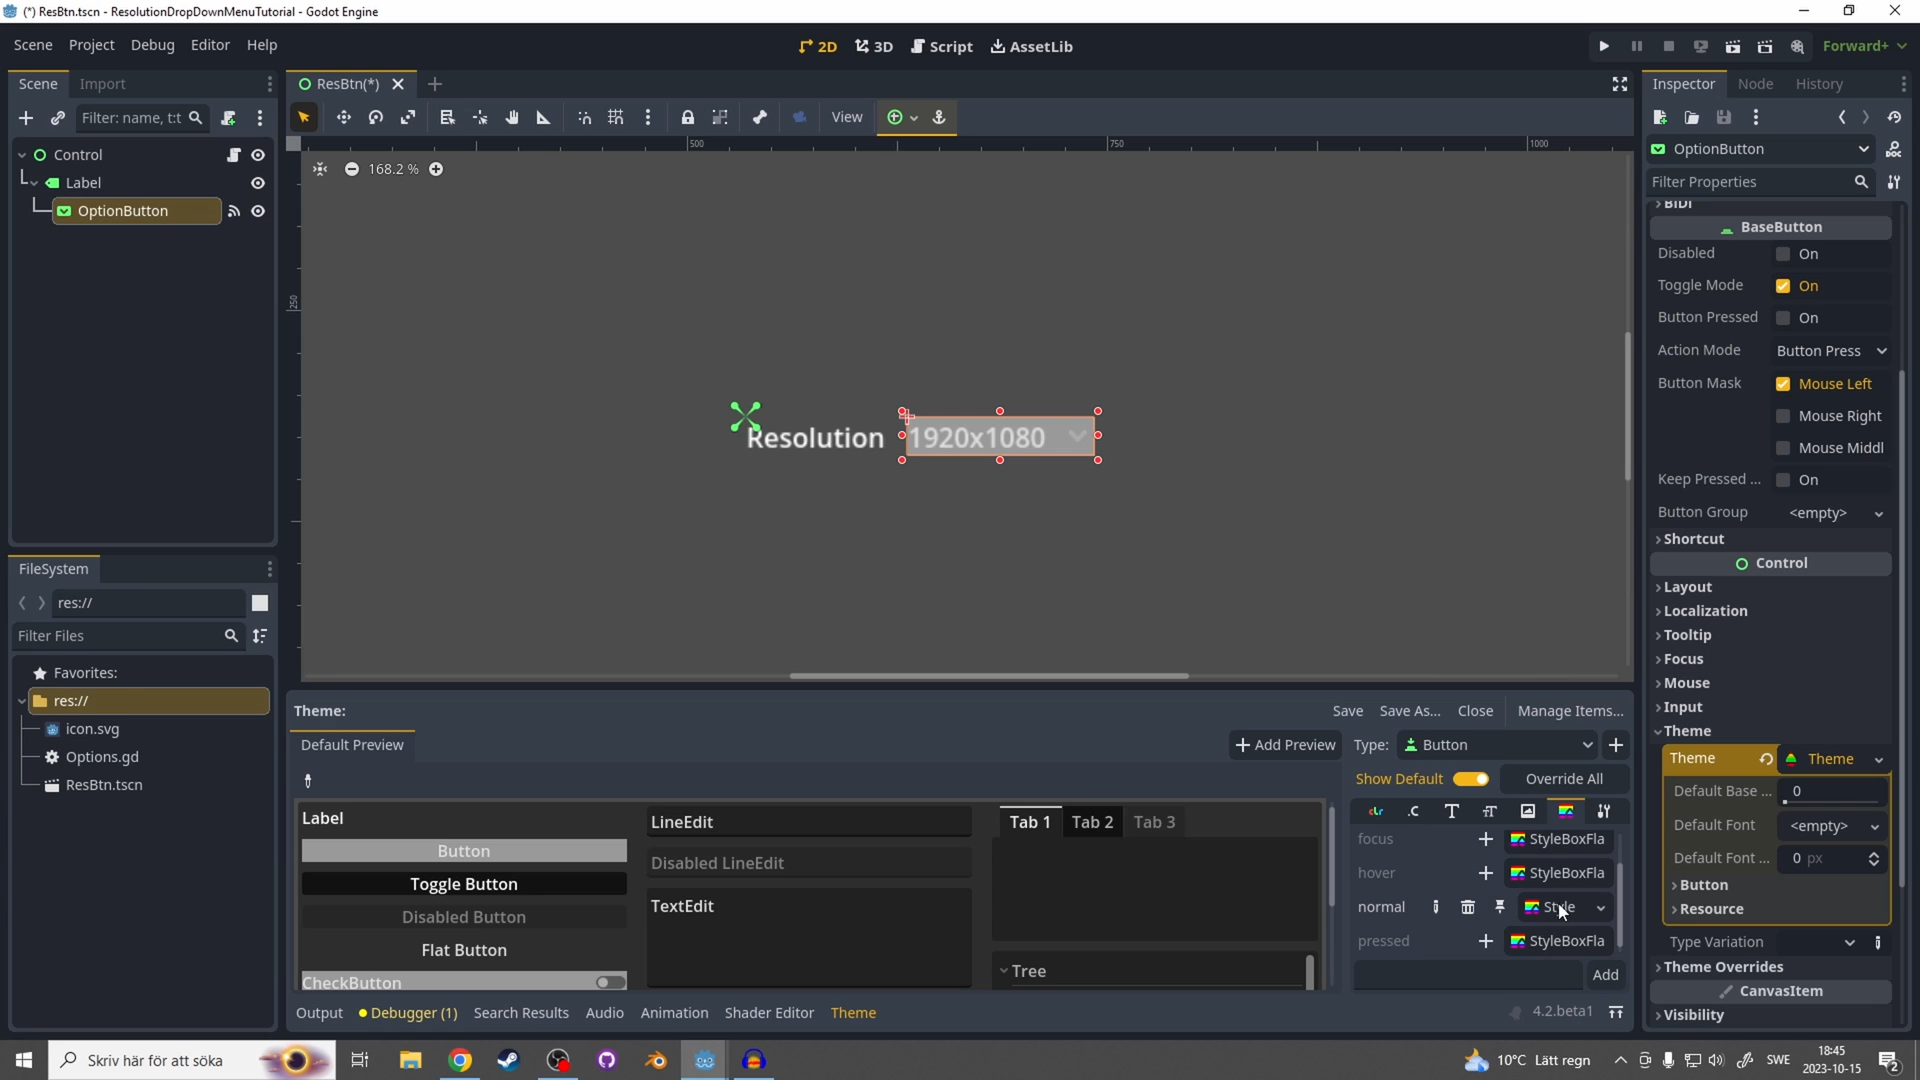 (*) ResBtn.tscn - ResolutionDropDownMenuTutorial - Godot Engine
Scene Project Debug Editor Help
2D 3D Script AssetLib
Forward+
Scene Import
ResBtn(*)
Inspector Node History
Filter: name, t:t
View
OptionButton
Filter Properties
Control
Label
OptionButton
500 750 1000
250
168.2 %
Resolution 1920x1080
BIDI
BaseButton
Disabled On
Toggle Mode On
Button Pressed On
Action Mode Button Press
Button Mask Mouse Left
Mouse Right
Mouse Middl
Keep Pressed ... On
Button Group <empty>
Shortcut
Control
Layout
Localization
Tooltip
Focus
Mouse
Input
Theme
Theme Theme
Default Base ... 0
Default Font <empty>
Default Font ... 0 px
Button
Resource
Type Variation
Theme Overrides
CanvasItem
Visibility
FileSystem
res://
Filter Files
Favorites:
res://
icon.svg
Options.gd
ResBtn.tscn
Theme: Save Save As... Close Manage Items...
Default Preview Add Preview Type: Button
Show Default Override All
Label
Button
Toggle Button
Disabled Button
Flat Button
CheckButton
LineEdit
Disabled LineEdit
TextEdit
Tab 1 Tab 2 Tab 3
Tree
focus StyleBoxFla
hover StyleBoxFla
normal Style
pressed StyleBoxFla
Add
Output Debugger (1) Search Results Audio Animation Shader Editor Theme 4.2.beta1
Skriv här för att söka
10°C Lätt regn SWE 18:45
2023-10-15
2